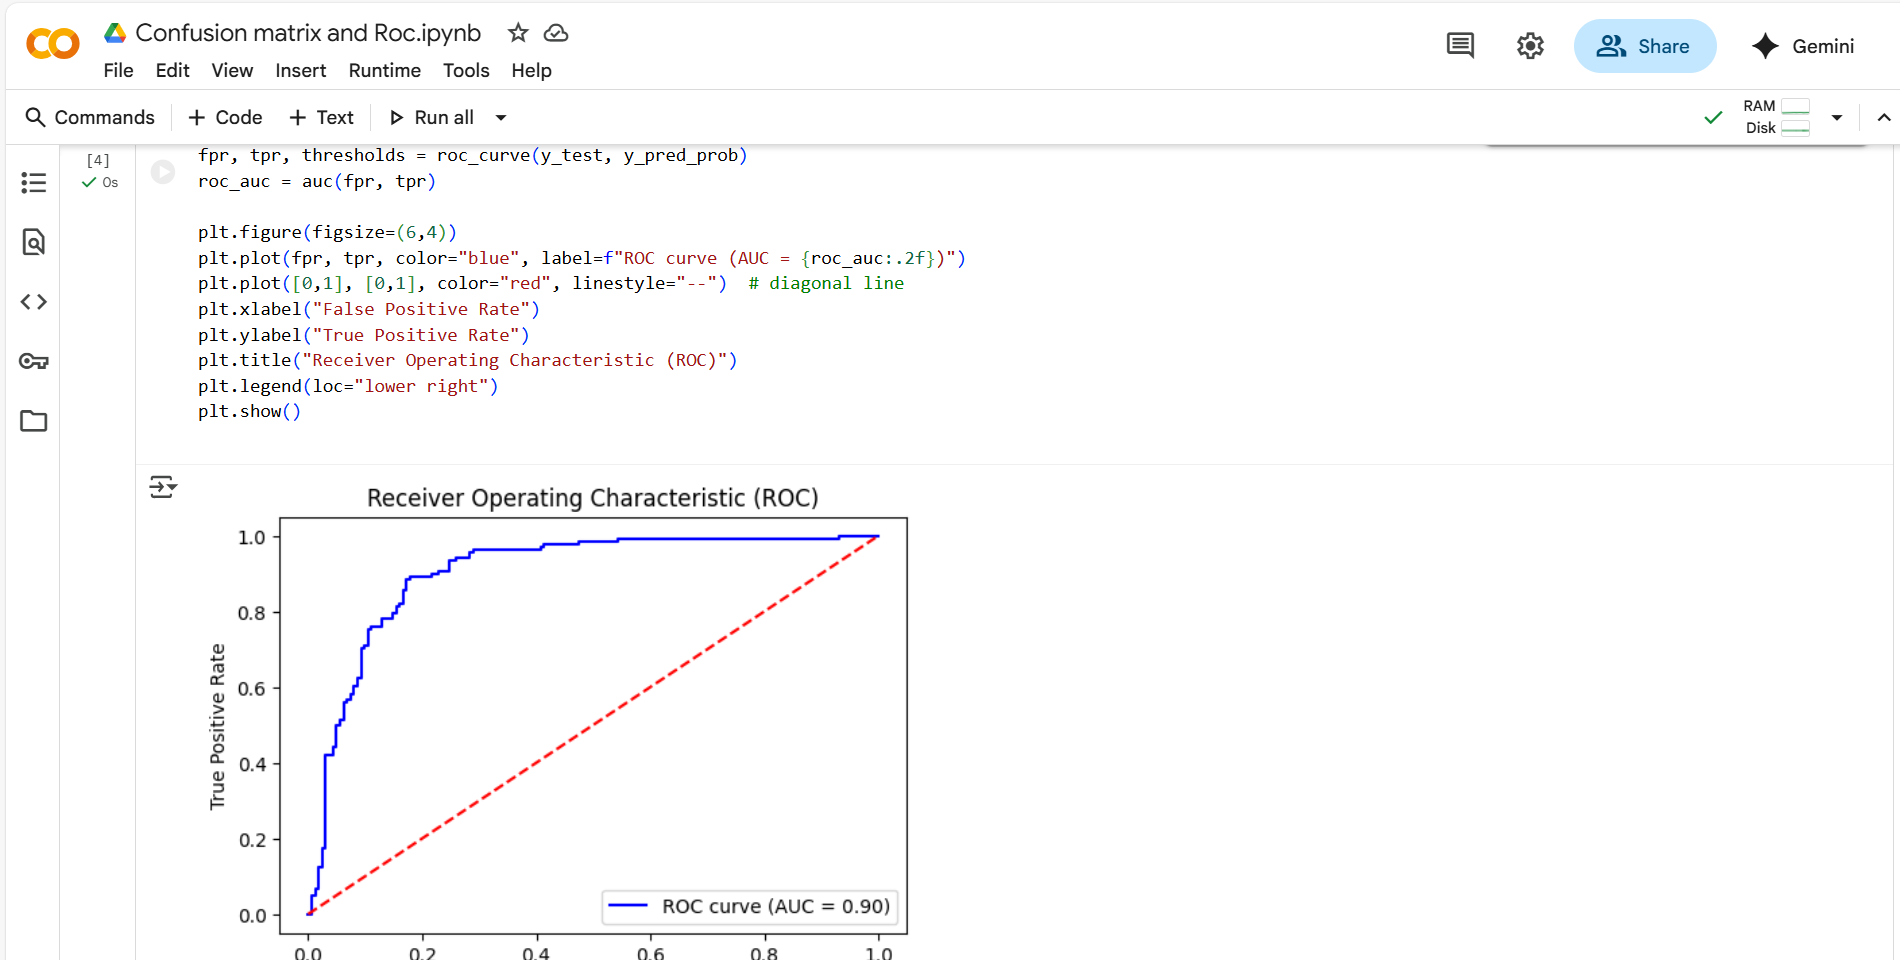 Confusion matrix and Roc.ipynb
File Edit View Insert Runtime Tools Help
Share
Gemini
Commands + Code + Text Run all
RAM
Disk
[4]
0s
fpr, tpr, thresholds = roc_curve(y_test, y_pred_prob)
roc_auc = auc(fpr, tpr)
plt.figure(figsize=(6,4))
plt.plot(fpr, tpr, color="blue", label=f"ROC curve (AUC = {roc_auc:.2f})")
plt.plot([0,1], [0,1], color="red", linestyle="--")  # diagonal line
plt.xlabel("False Positive Rate")
plt.ylabel("True Positive Rate")
plt.title("Receiver Operating Characteristic (ROC)")
plt.legend(loc="lower right")
plt.show()
Receiver Operating Characteristic (ROC)
True Positive Rate
1.0
0.8
0.6
0.4
0.2
0.0
ROC curve (AUC = 0.90)
0.0 0.2 0.4 0.6 0.8 1.0